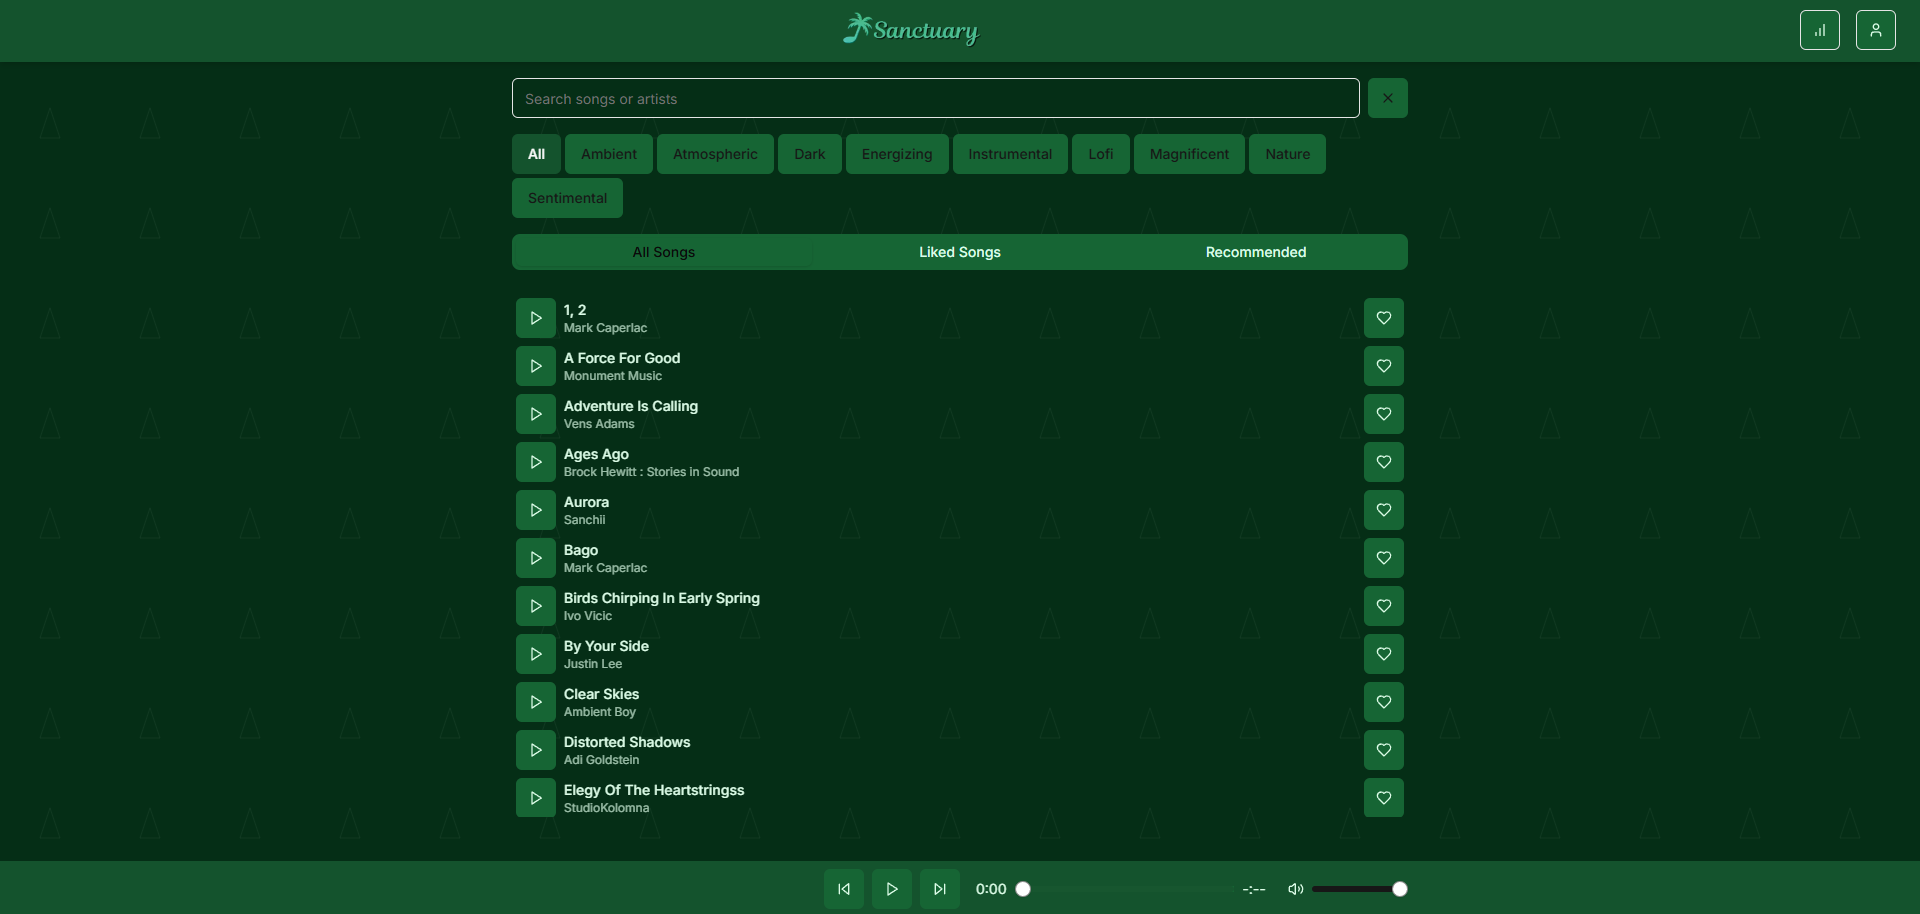 Sanctuary
Search songs or artists
All Ambient Atmospheric Dark Energizing Instrumental Lofi Magnificent Nature
Sentimental
All Songs Liked Songs Recommended
1, 2
Mark Caperlac
A Force For Good
Monument Music
Adventure Is Calling
Vens Adams
Ages Ago
Brock Hewitt : Stories in Sound
Aurora
Sanchii
Bago
Mark Caperlac
Birds Chirping In Early Spring
Ivo Vicic
By Your Side
Justin Lee
Clear Skies
Ambient Boy
Distorted Shadows
Adi Goldstein
Elegy Of The Heartstringss
StudioKolomna
0:00 -:--